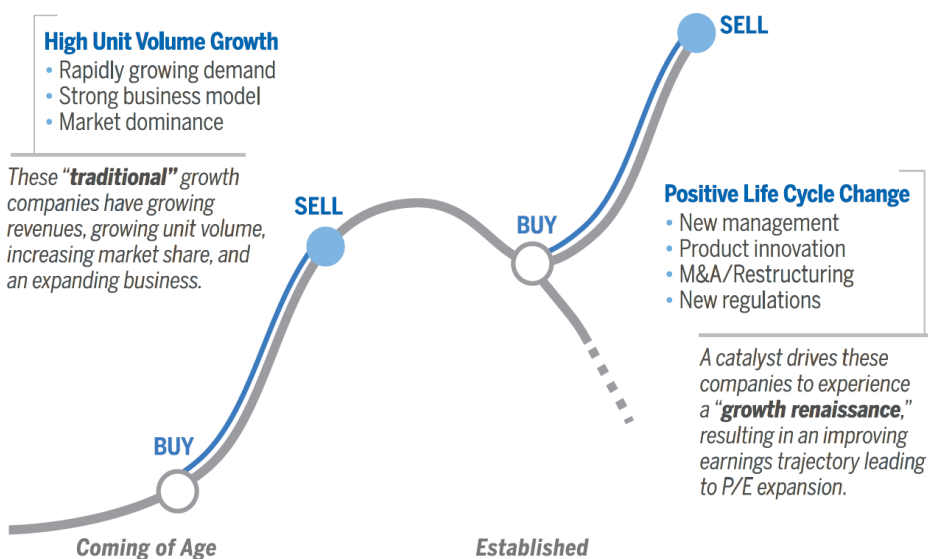 High Unit Volume Growth
• Rapidly growing demand
• Strong business model
• Market dominance
These “traditional” growth
companies have growing
revenues, growing unit volume,
increasing market share, and
an expanding business.
SELL
BUY
SELL
BUY
Positive Life Cycle Change
• New management
• Product innovation
• M&A/Restructuring
• New regulations
A catalyst drives these
companies to experience
a “growth renaissance,”
resulting in an improving
earnings trajectory leading
to P/E expansion.
Coming of Age
Established